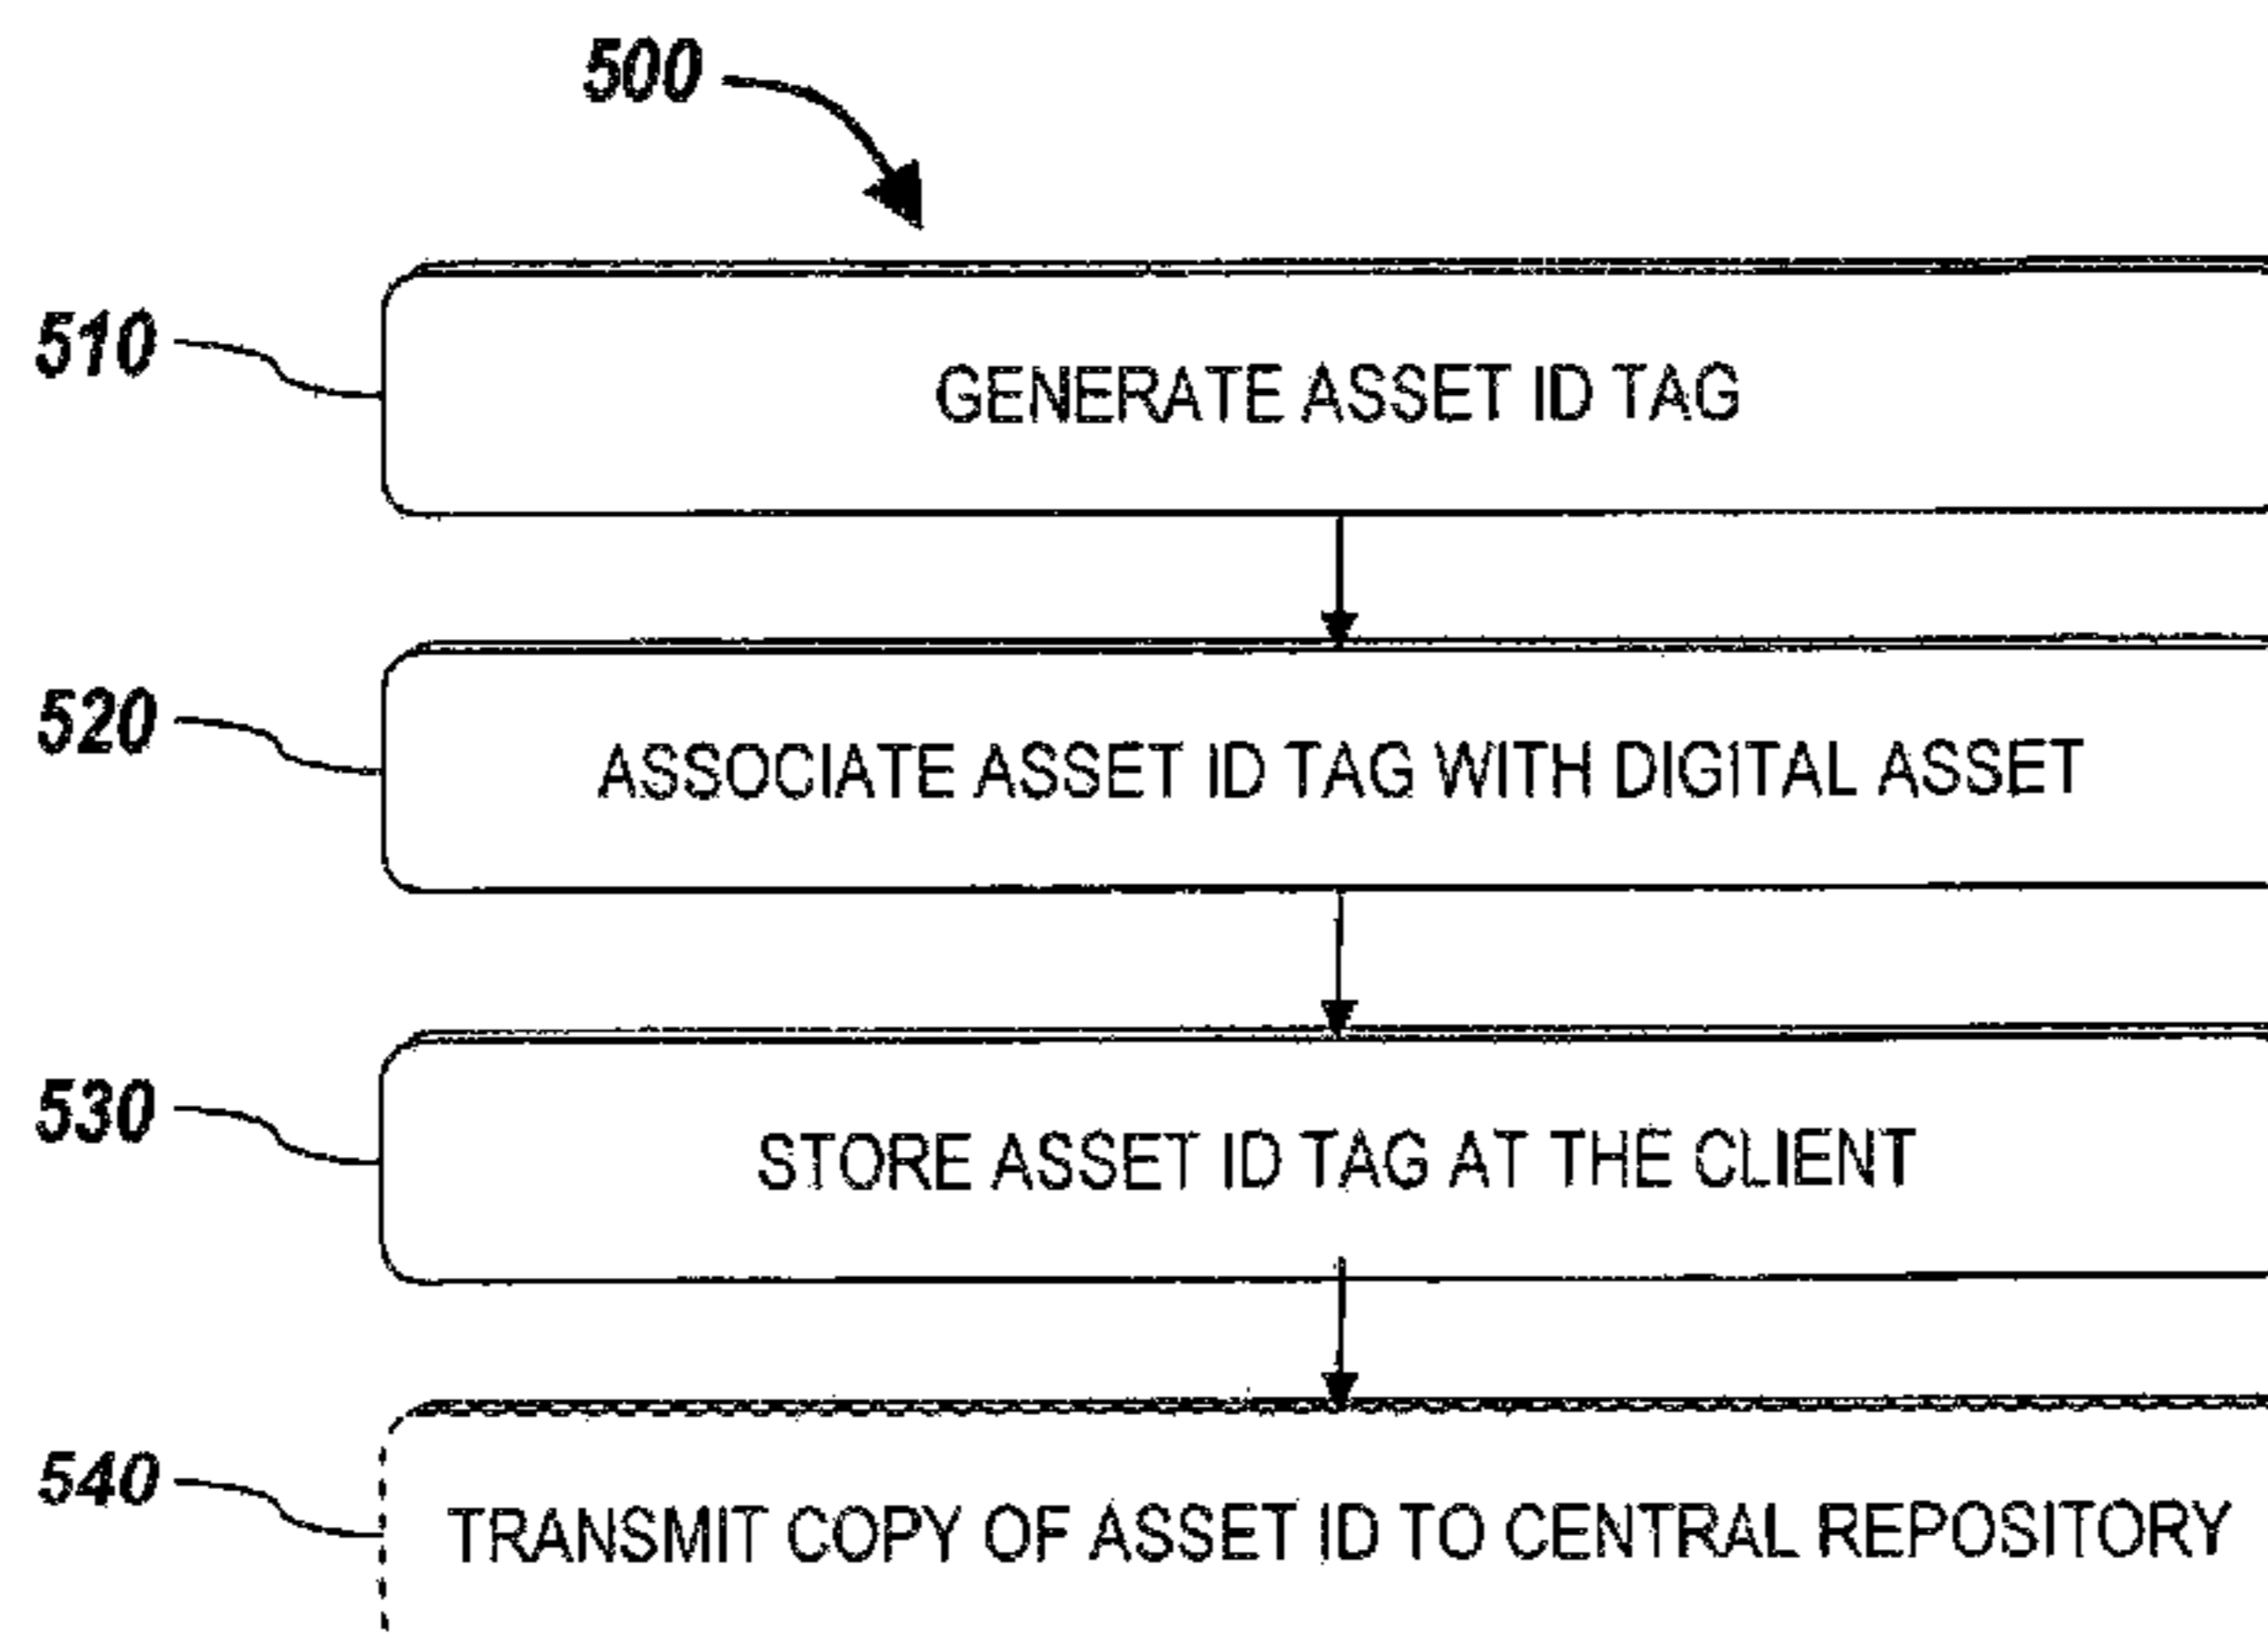 500
510
GENERATE ASSET ID TAG
520
ASSOCIATE ASSET ID TAG WITH DIGITAL ASSET
530
STORE ASSET ID TAG AT THE CLIENT
540
TRANSMIT COPY OF ASSET ID TO CENTRAL REPOSITORY